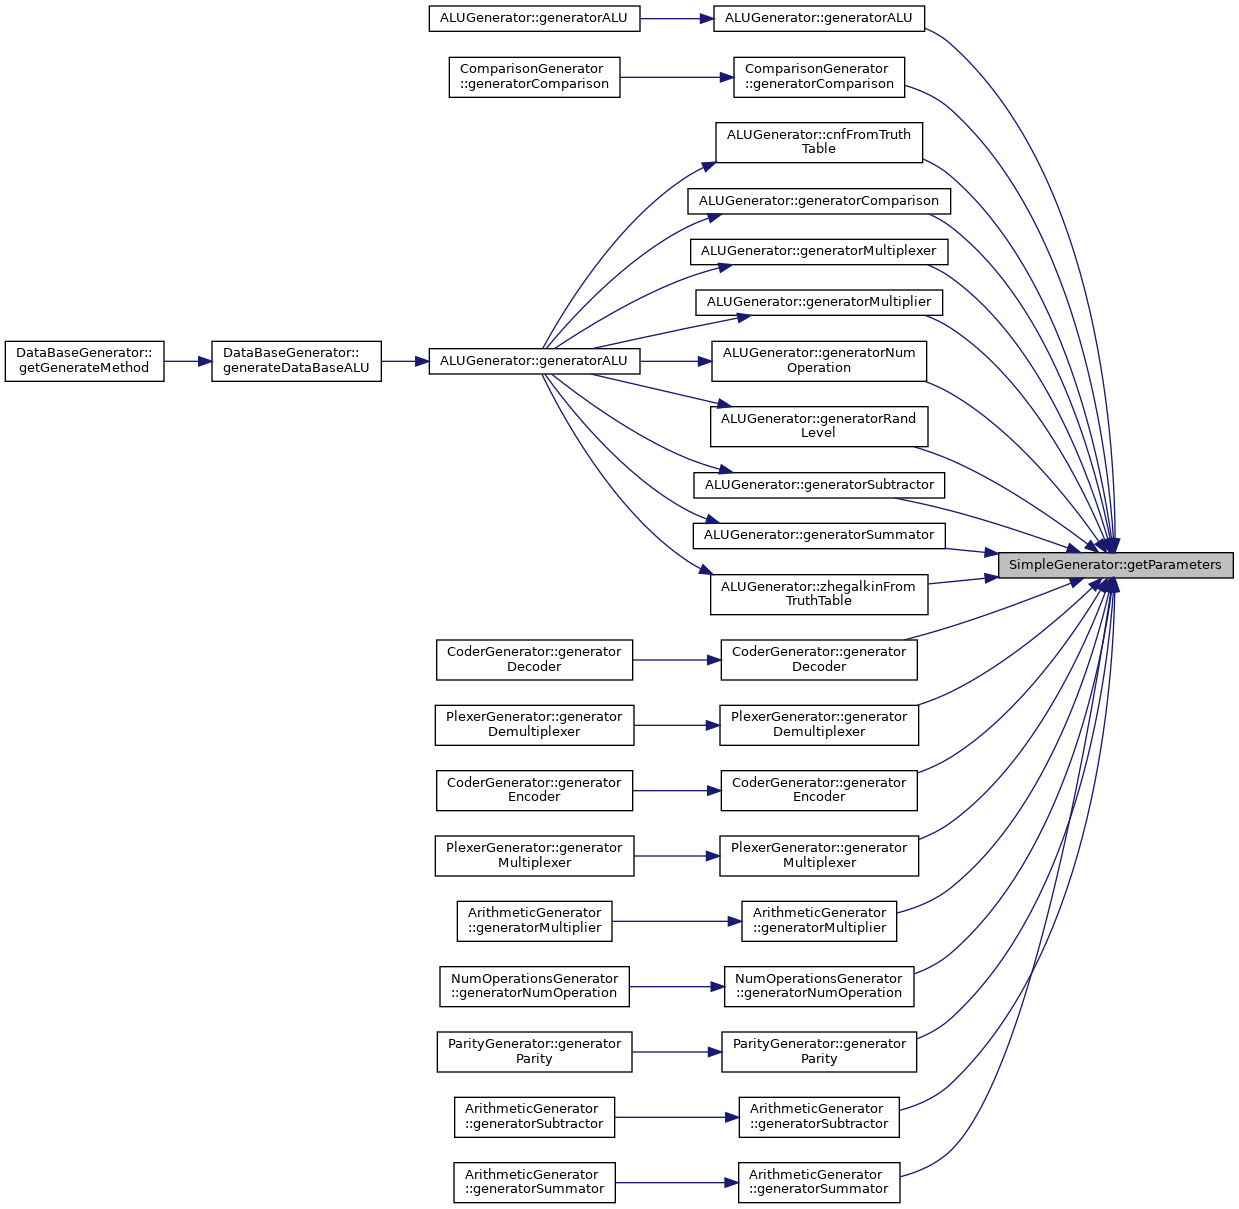 ALUGenerator::generatorALU
ALUGenerator::generatorALU
ComparisonGenerator
::generatorComparison
ComparisonGenerator
::generatorComparison
ALUGenerator::cnfFromTruth
Table
ALUGenerator::generatorComparison
ALUGenerator::generatorMultiplexer
ALUGenerator::generatorMultiplier
DataBaseGenerator::
getGenerateMethod
DataBaseGenerator::
generateDataBaseALU
ALUGenerator::generatorALU
ALUGenerator::generatorNum
Operation
ALUGenerator::generatorRand
Level
ALUGenerator::generatorSubtractor
ALUGenerator::generatorSummator
SimpleGenerator::getParameters
ALUGenerator::zhegalkinFrom
TruthTable
CoderGenerator::generator
Decoder
CoderGenerator::generator
Decoder
PlexerGenerator::generator
Demultiplexer
PlexerGenerator::generator
Demultiplexer
CoderGenerator::generator
Encoder
CoderGenerator::generator
Encoder
PlexerGenerator::generator
Multiplexer
PlexerGenerator::generator
Multiplexer
ArithmeticGenerator
::generatorMultiplier
ArithmeticGenerator
::generatorMultiplier
NumOperationsGenerator
::generatorNumOperation
NumOperationsGenerator
::generatorNumOperation
ParityGenerator::generator
Parity
ParityGenerator::generator
Parity
ArithmeticGenerator
::generatorSubtractor
ArithmeticGenerator
::generatorSubtractor
ArithmeticGenerator
::generatorSummator
ArithmeticGenerator
::generatorSummator